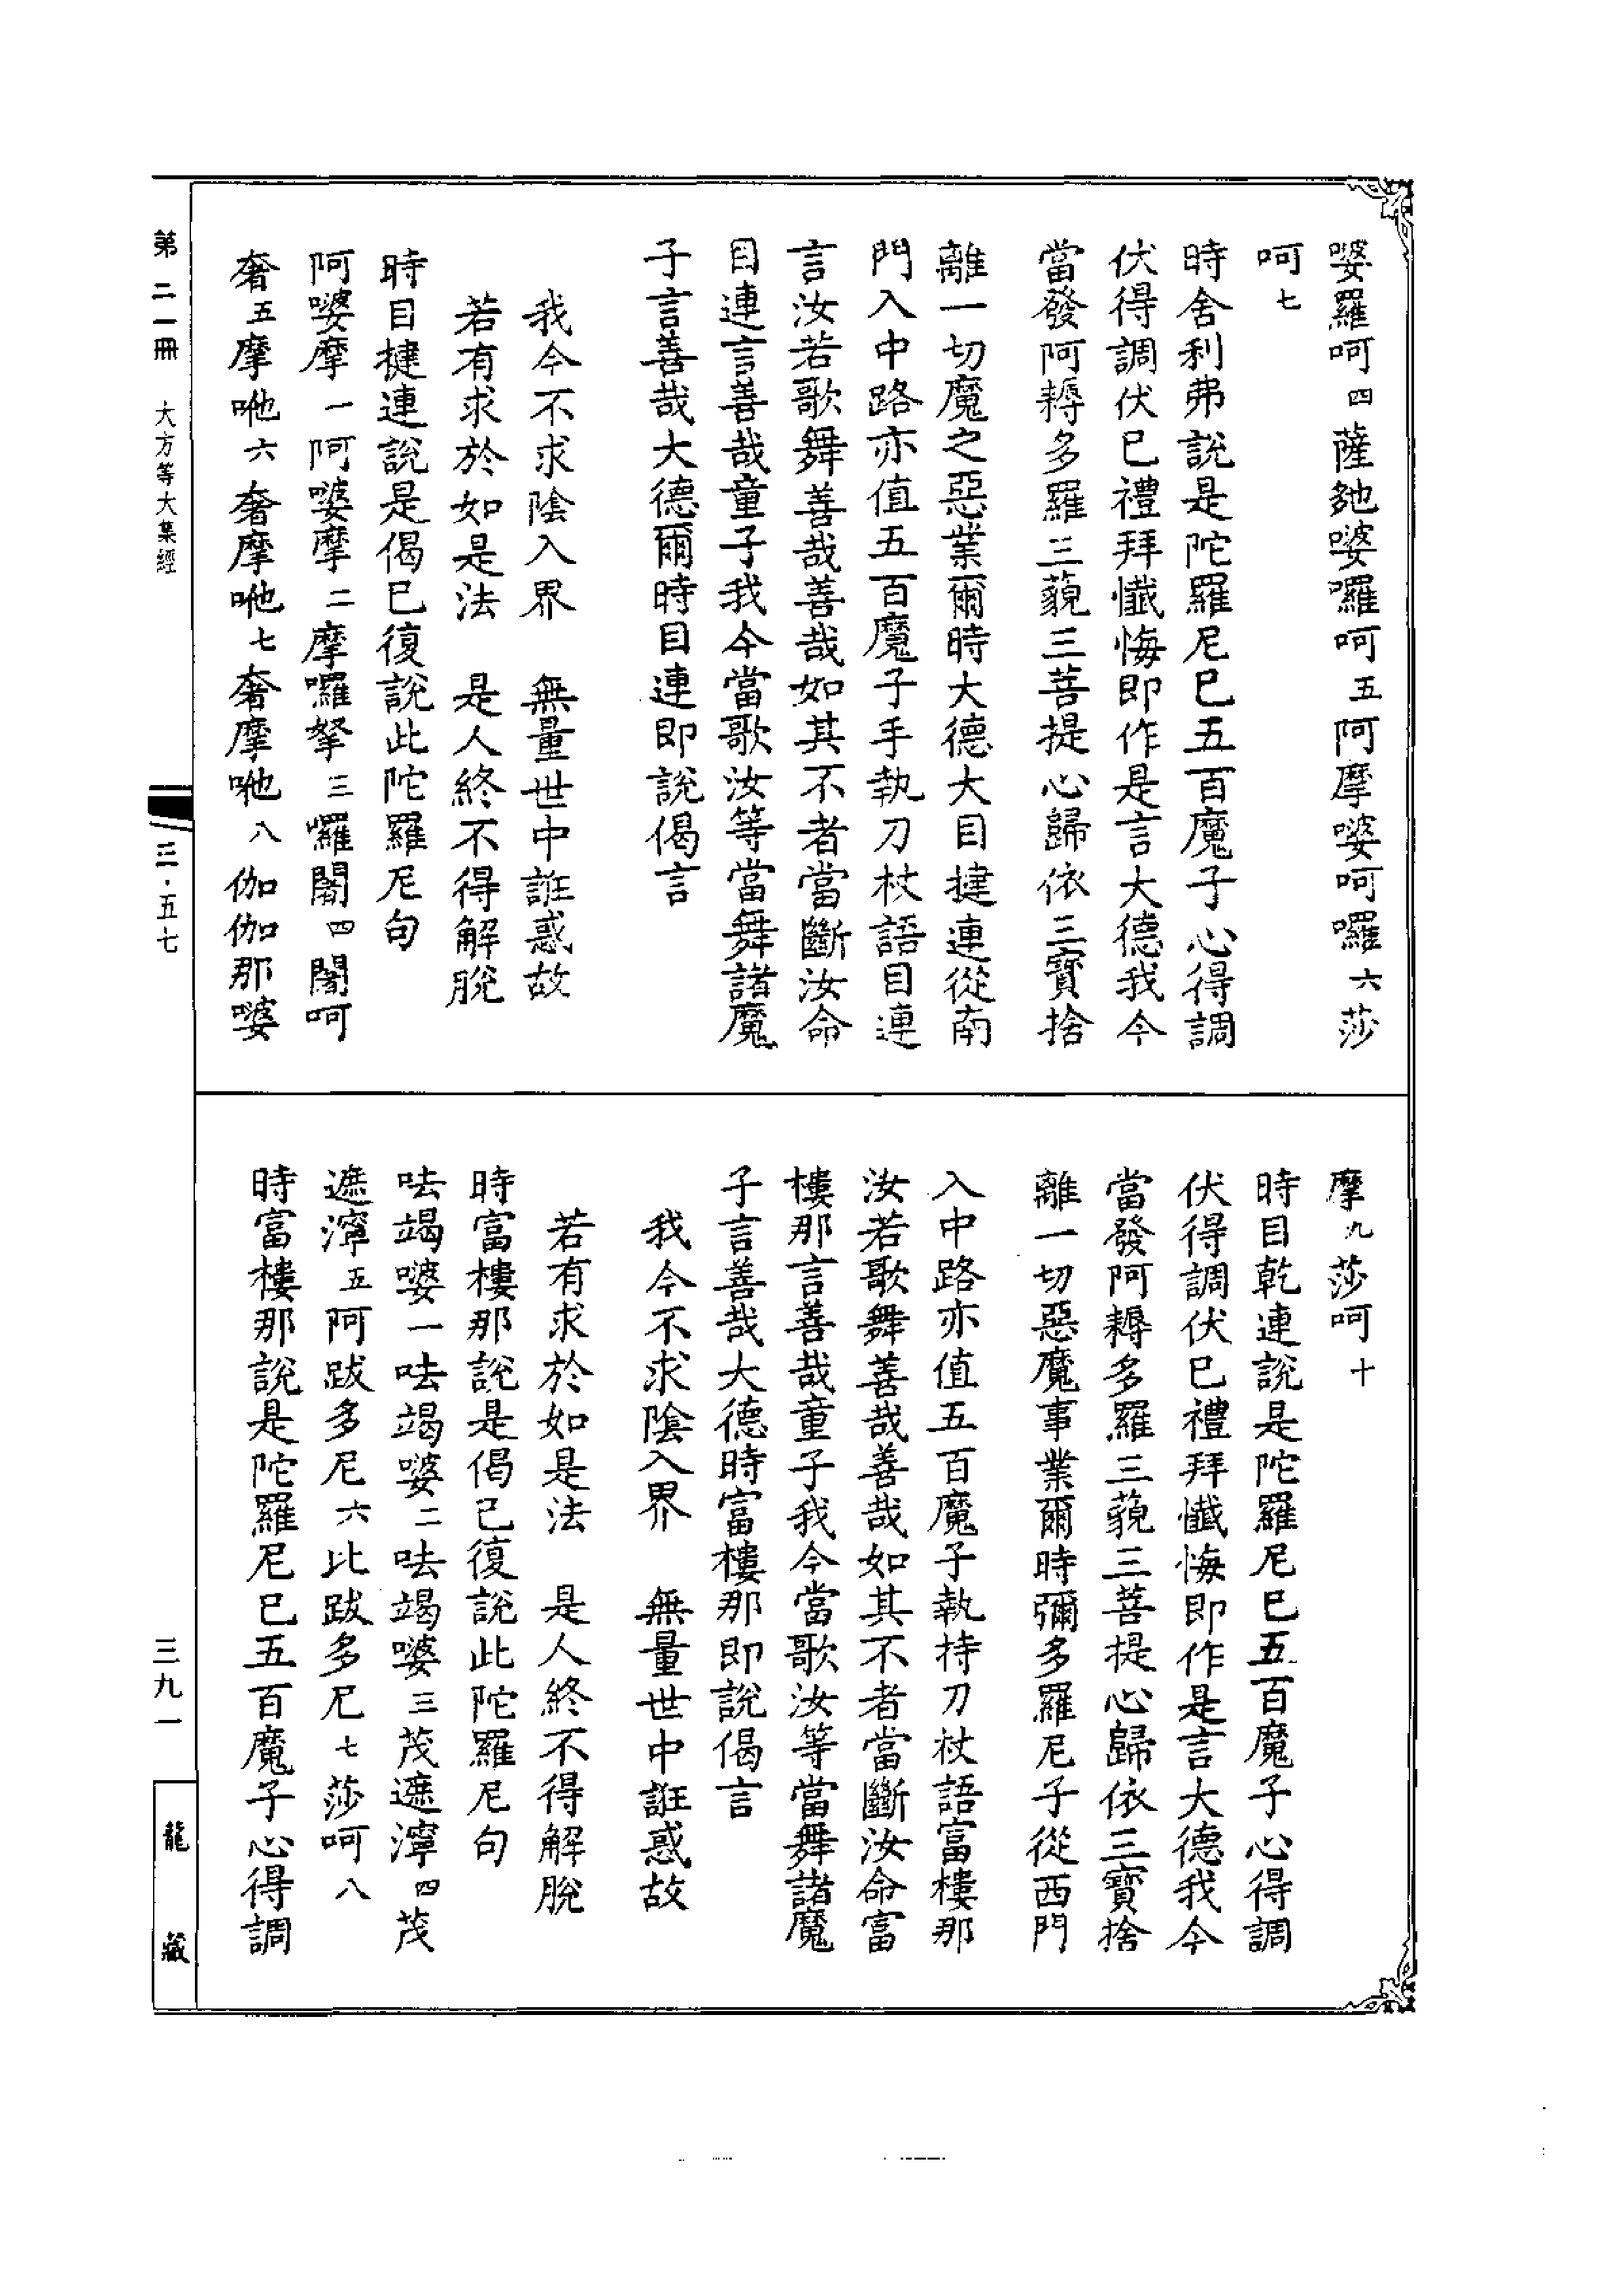 婆羅呵四薩䶔婆囉呵五阿摩婆呵囉六莎
呵七
時舍利弗說是陀羅尼已五百魔子心得調
伏得調伏已禮拜懺悔即作是言大德我今
當發阿耨多羅三藐三菩提心歸依三寶捨
離一切魔之惡業爾時大德大目揵連從南
門入中路亦值五百魔子手執刀杖語目連
言汝若歌舞善哉善哉如其不者當斷汝命
目連言善哉童子我今當歌汝等當舞諸魔
子言善哉大德爾時目連即說偈言
我今不求陰入界　無量世中誑惑故
若有求於如是法　是人終不得解脫
時目揵連說是偈已復說此陀羅尼句
阿婆摩一阿婆摩二摩囉拏三囉闍四闍呵
奢五摩吔六奢摩吔七奢摩吔八伽伽那婆
摩九莎呵十
時目乾連說是陀羅尼已五百魔子心得調
伏得調伏已禮拜懺悔即作是言大德我今
當發阿耨多羅三藐三菩提心歸依三寶捨
離一切惡魔事業爾時彌多羅尼子從西門
入中路亦值五百魔子執持刀杖語富樓那
汝若歌舞善哉善哉如其不者當斷汝命富
樓那言善哉童子我今當歌汝等當舞諸魔
子言善哉大德時富樓那即說偈言
我今不求陰入界　無量世中誑惑故
若有求於如是法　是人終不得解脫
時富樓那說是偈已復說此陀羅尼句
呿竭婆一呿竭婆二呿竭婆三茂遮濘四茂
遮濘五阿跋多尼六比跋多尼七莎呵八
時富樓那說是陀羅尼已五百魔子心得調
第二一冊　大方等大集經
三·五七
三九一
龍藏